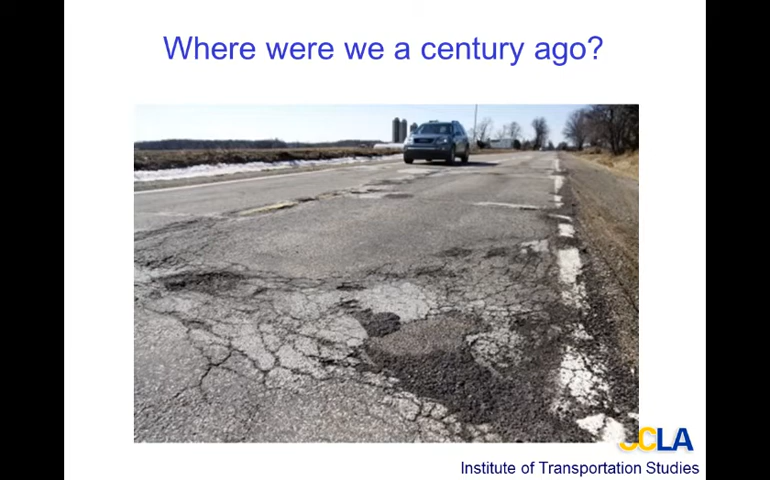 Where were we a century ago?
UCLA
Institute of Transportation Studies